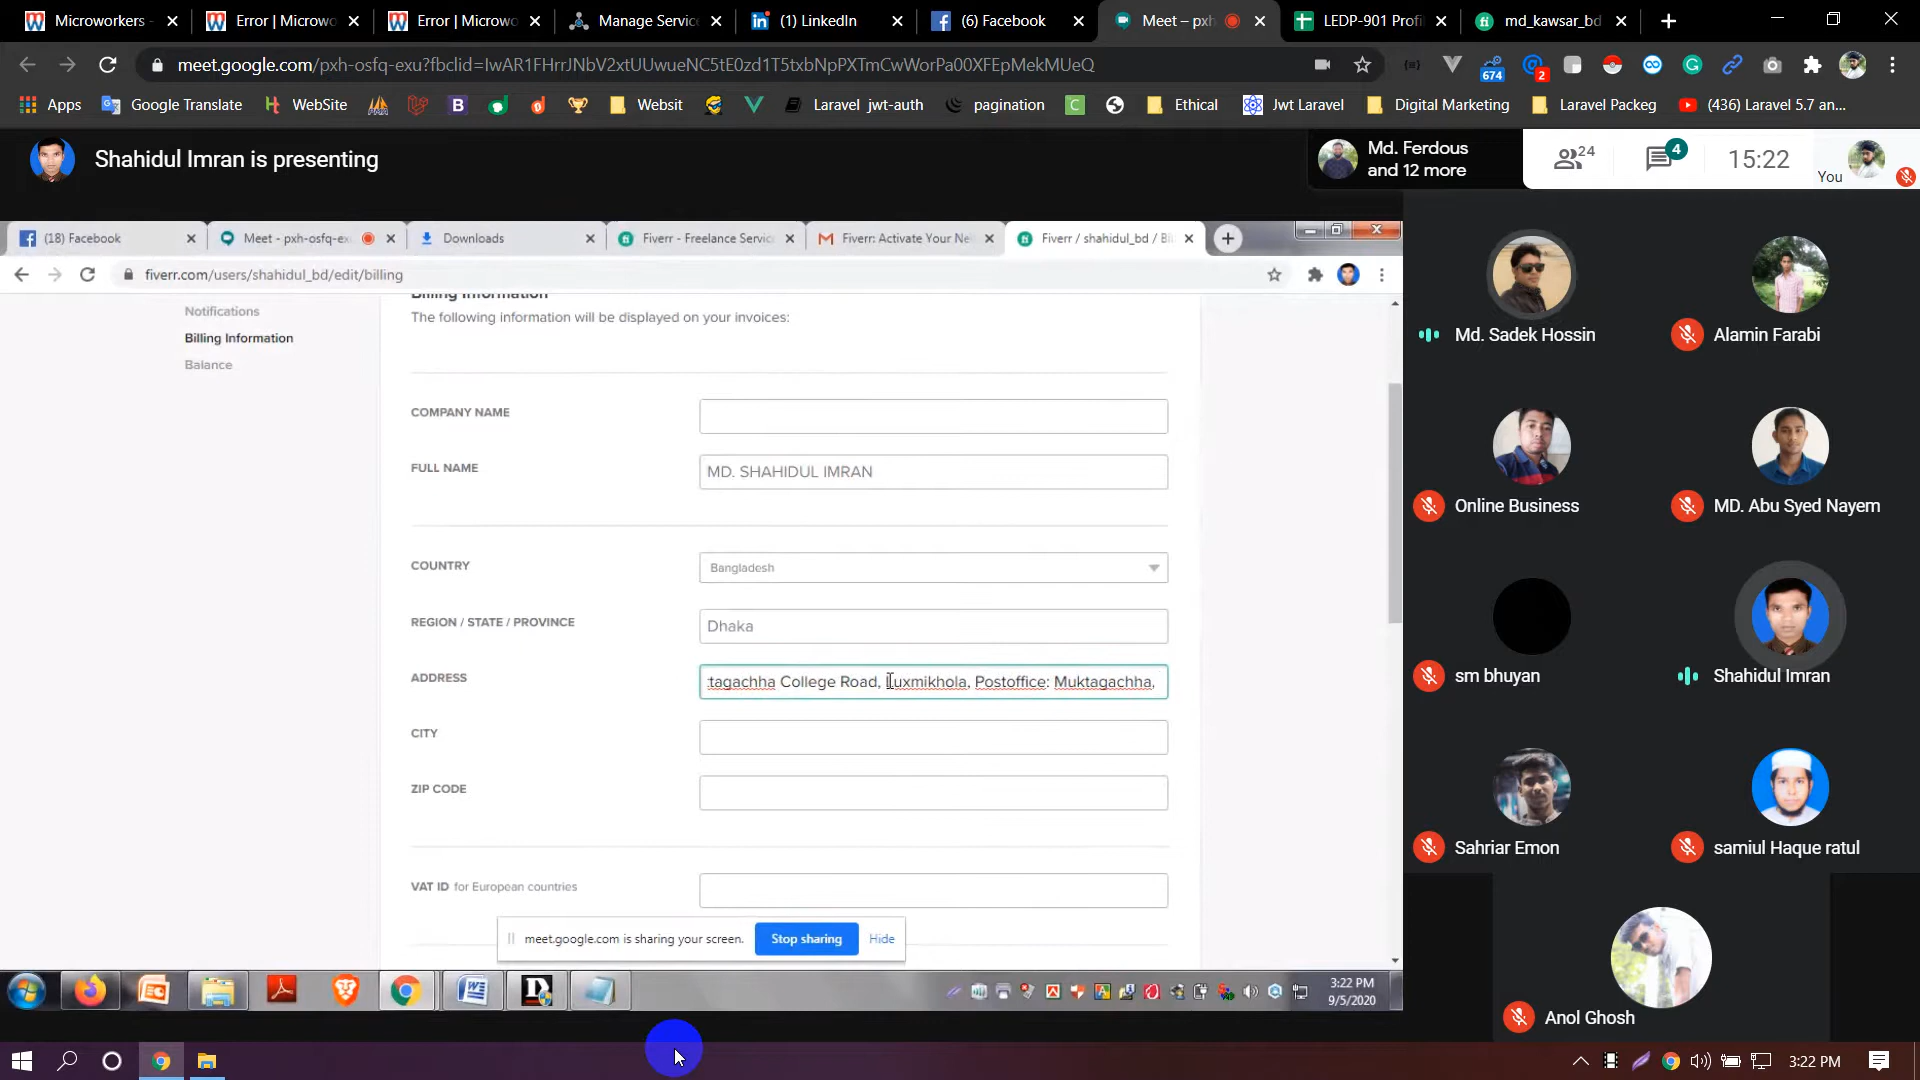 Microworkers -
Error | Microwo
Error | Microwo
Manage Servic
(1) LinkedIn
(6) Facebook
Meet – pxh
LEDP-901 Profi
md_kawsar_bd
meet.google.com/pxh-osfq-exu?fbclid=IwAR1FHrrJNbV2xtUUwueNC5tE0zd1T5txbNpPXTmCwWorPa00XFEpMekMUeQ
674
2
Apps
Google Translate
WebSite
Websit
Laravel jwt-auth
pagination
Ethical
Jwt Laravel
Digital Marketing
Laravel Packeg
(436) Laravel 5.7 an...
Shahidul Imran is presenting
Md. Ferdous
and 12 more
24
4
15:22
You
(18) Facebook
Meet - pxh-osfq-ex
Downloads
Fiverr - Freelance Servic
Fiverr: Activate Your Ne
Fiverr / shahidul_bd / Bi
fiverr.com/users/shahidul_bd/edit/billing
Notifications
Billing Information
Balance
Billing Information
The following information will be displayed on your invoices:
COMPANY NAME
FULL NAME
MD. SHAHIDUL IMRAN
COUNTRY
Bangladesh
REGION / STATE / PROVINCE
Dhaka
ADDRESS
tagachha College Road, Luxmikhola, Postoffice: Muktagachha,
CITY
ZIP CODE
VAT ID for European countries
meet.google.com is sharing your screen.
Stop sharing
Hide
3:22 PM
9/5/2020
Md. Sadek Hossin
Alamin Farabi
Online Business
MD. Abu Syed Nayem
sm bhuyan
Shahidul Imran
Sahriar Emon
samiul Haque ratul
Anol Ghosh
3:22 PM